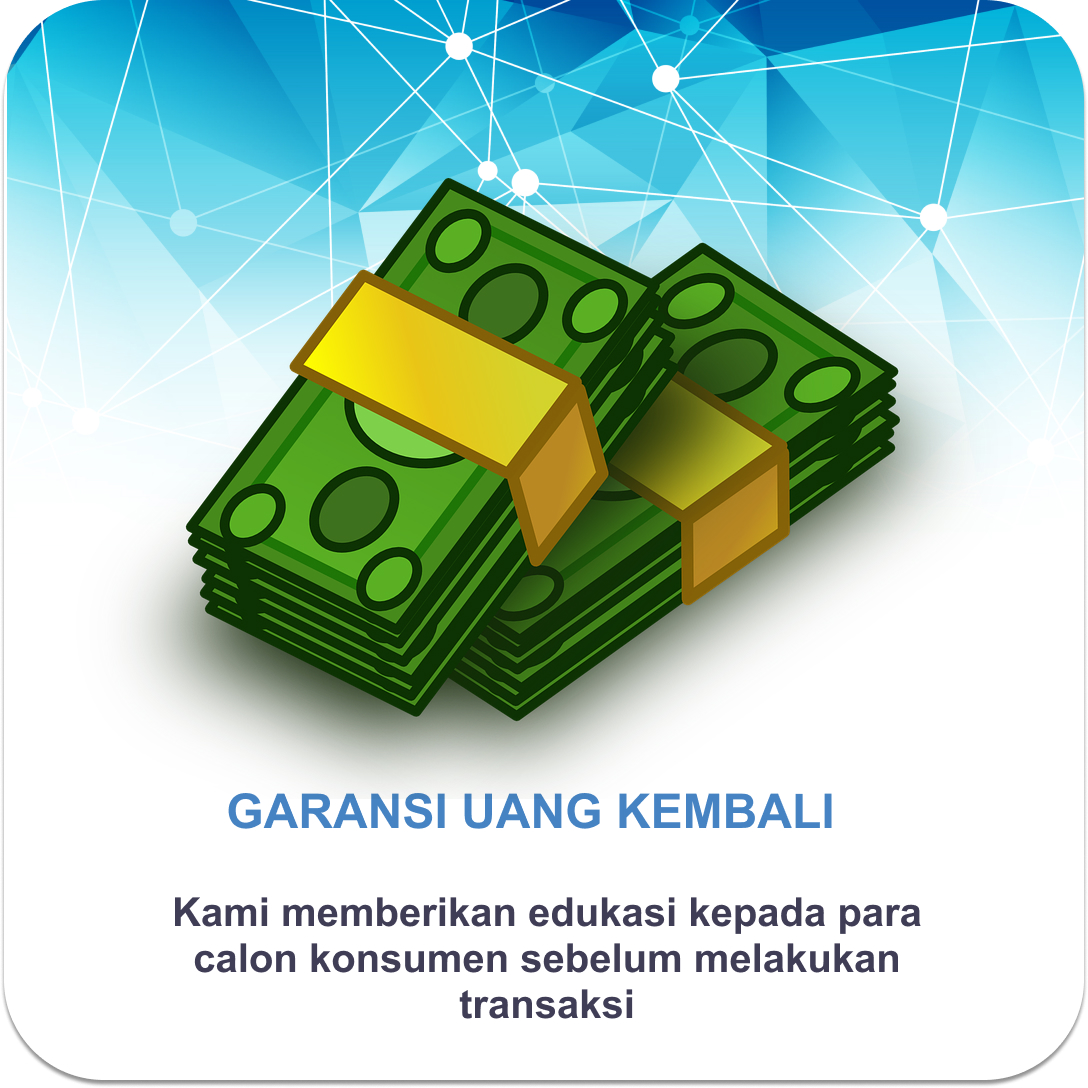 GARANSI UANG KEMBALI
Kami memberikan edukasi kepada para
calon konsumen sebelum melakukan
transaksi